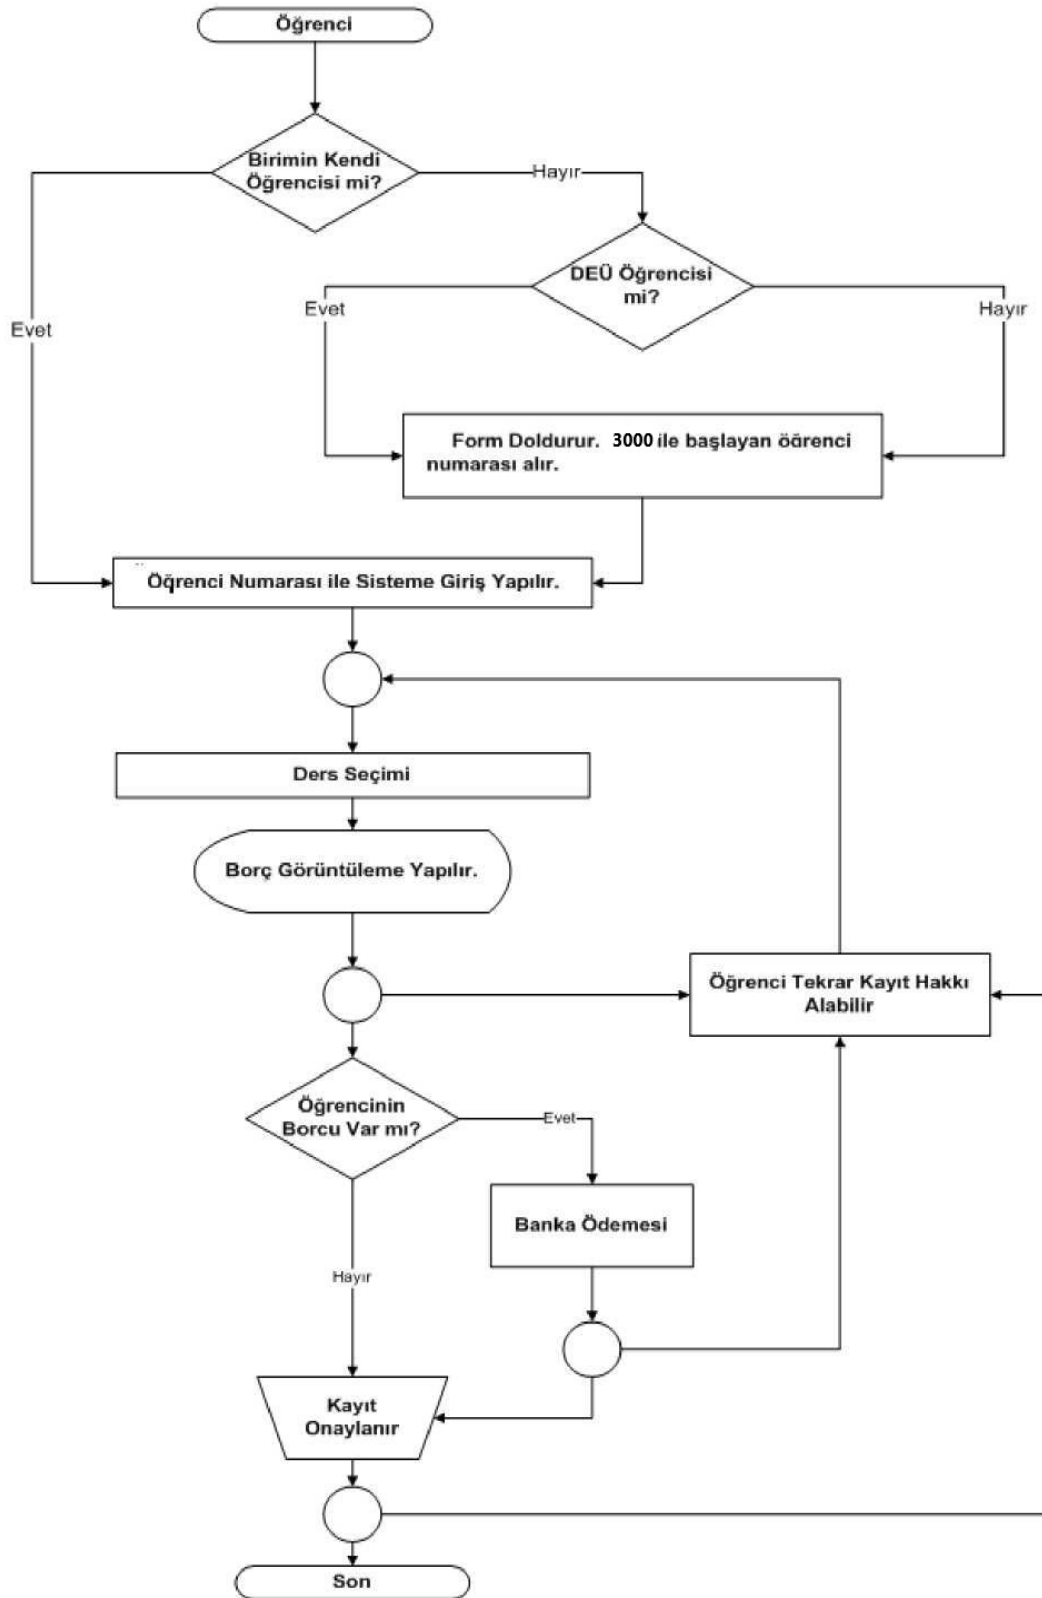 Öğrenci
Birimin Kendi
Öğrencisi mi?
Hayır
DEÜ Öğrencisi
mi?
Evet
Evet
Hayır
Form Doldurur. 3000 ile başlayan öğrenci
numarası alır.
Öğrenci Numarası ile Sisteme Giriş Yapılır.
Ders Seçimi
Borç Görüntüleme Yapılır.
Öğrenci Tekrar Kayıt Hakkı
Alabilir
Öğrencinin
Borcu Var mı?
Evet
Banka Ödemesi
Hayır
Kayıt
Onaylanır
Son